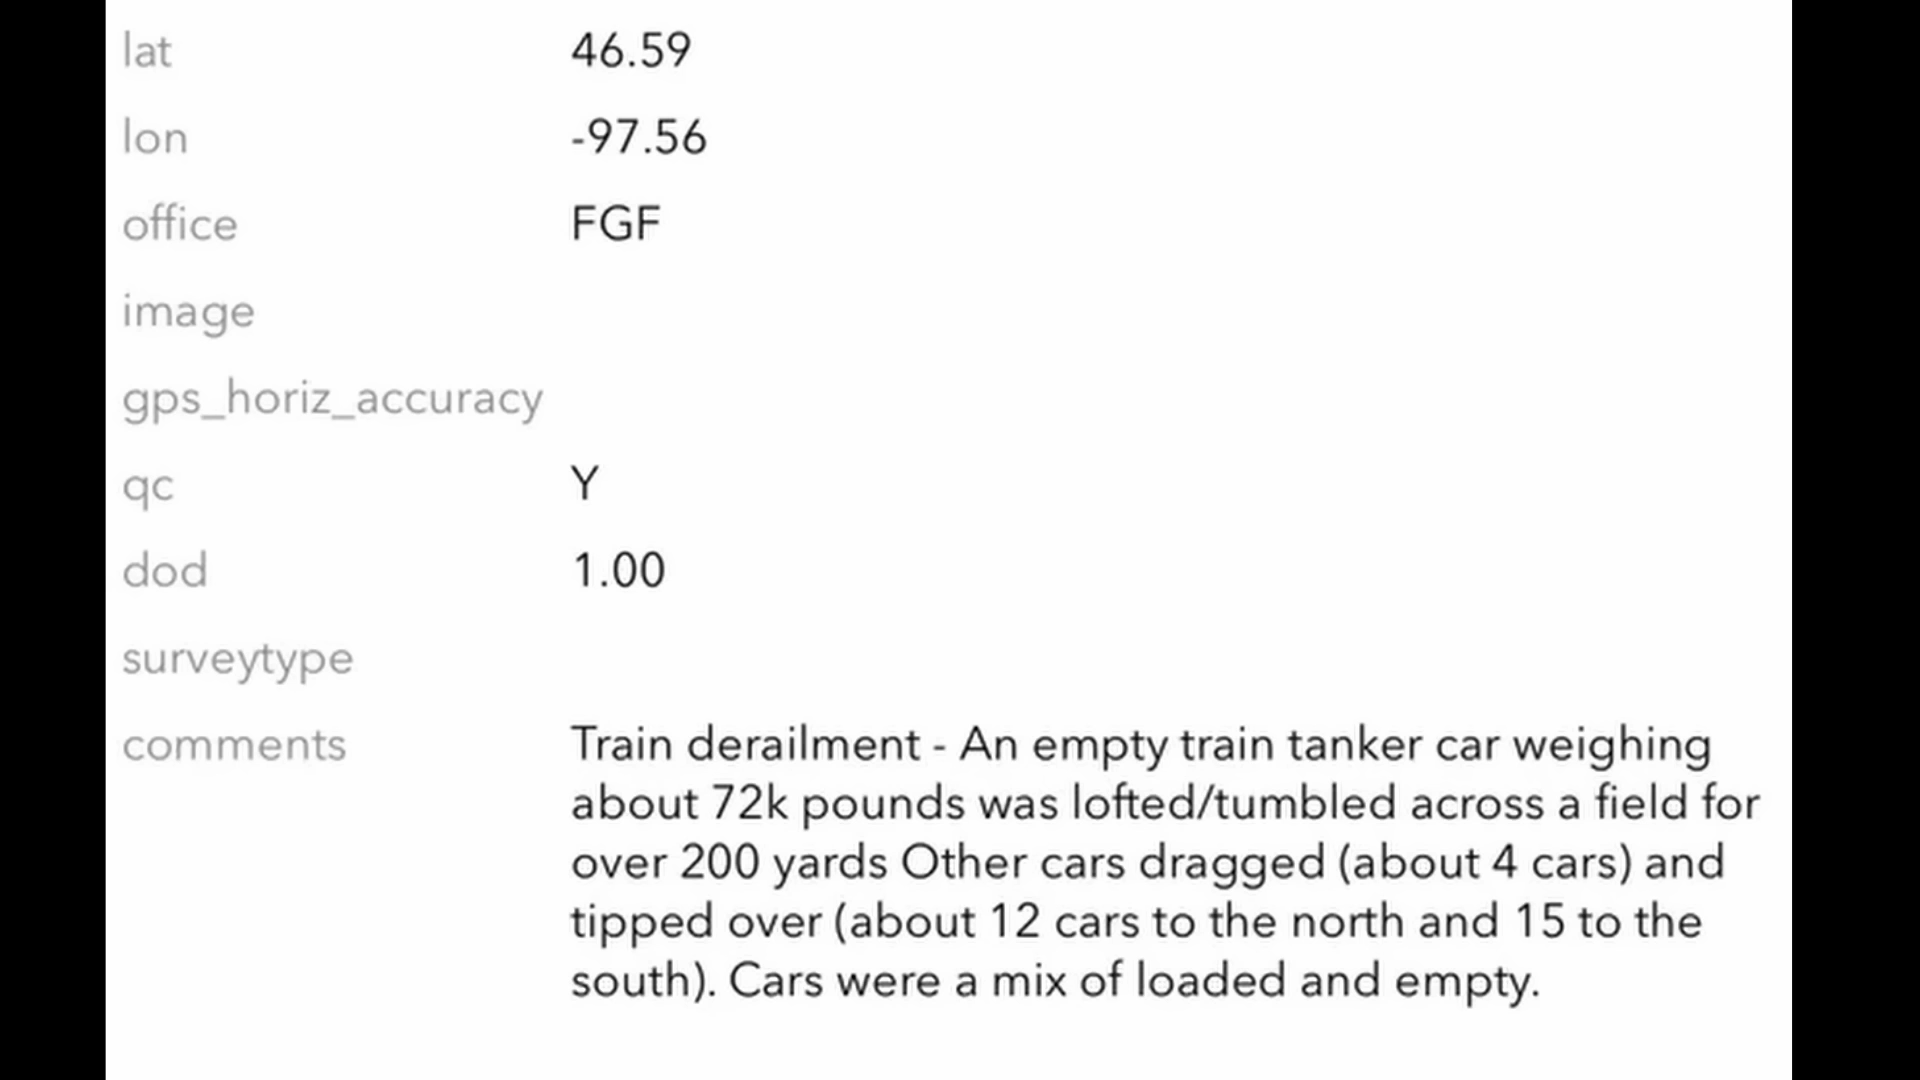 lat 46.59
lon -97.56
office FGF
image
gps_horiz_accuracy
qc Y
dod 1.00
surveytype
comments Train derailment - An empty train tanker car weighing
about 72k pounds was lofted/tumbled across a field for
over 200 yards Other cars dragged (about 4 cars) and
tipped over (about 12 cars to the north and 15 to the
south). Cars were a mix of loaded and empty.